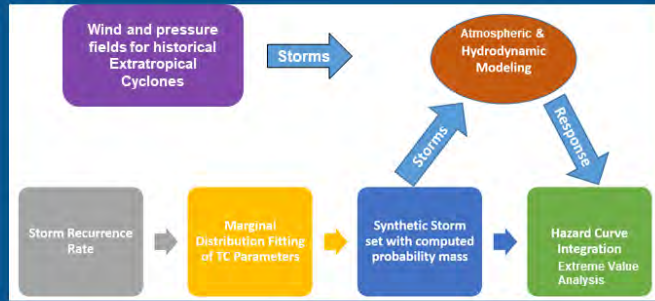 Wind and pressure
fields for historical
Extratropical
Cyclones
Storms
Atmospheric &
Hydrodynamic
Modeling
Storms
Response
Storm Recurrence
Rate
Marginal
Distribution Fitting
of TC Parameters
Synthetic Storm
set with computed
probability mass
Hazard Curve
Integration
Extreme Value
Analysis